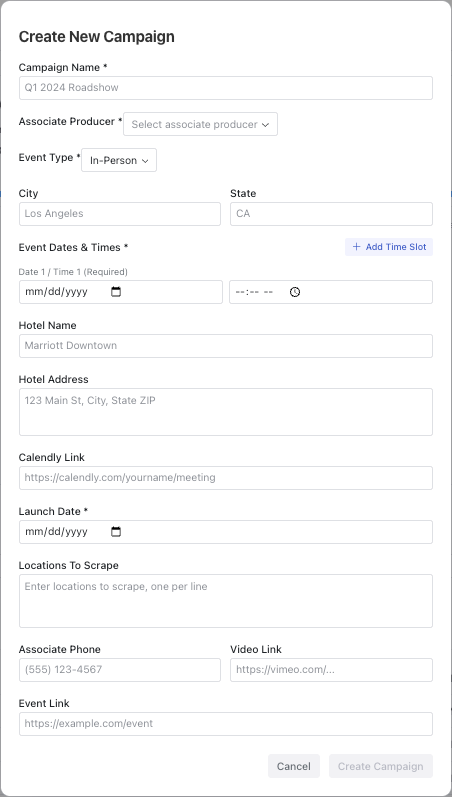 Create New Campaign
Campaign Name *
Q1 2024 Roadshow
Associate Producer * Select associate producer
Event Type * In-Person
City State
Los Angeles CA
Event Dates & Times * + Add Time Slot
Date 1 / Time 1 (Required)
mm/dd/yyyy --:-- --
Hotel Name
Marriott Downtown
Hotel Address
123 Main St, City, State ZIP
Calendly Link
https://calendly.com/yourname/meeting
Launch Date *
mm/dd/yyyy
Locations To Scrape
Enter locations to scrape, one per line
Associate Phone Video Link
(555) 123-4567 https://vimeo.com/...
Event Link
https://example.com/event
Cancel Create Campaign